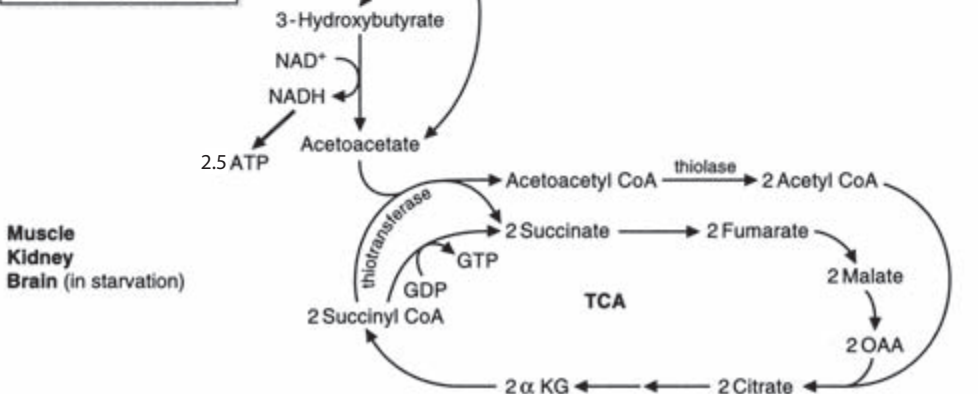 3-Hydroxybutyrate
NAD⁺
NADH
2.5 ATP
Acetoacetate
Acetoacetyl CoA
thiolase
2 Acetyl CoA
thiotransferase
2 Succinate
2 Fumarate
Muscle
Kidney
Brain (in starvation)
GTP
GDP
2 Malate
TCA
2 Succinyl CoA
2 OAA
2 α KG
2 Citrate